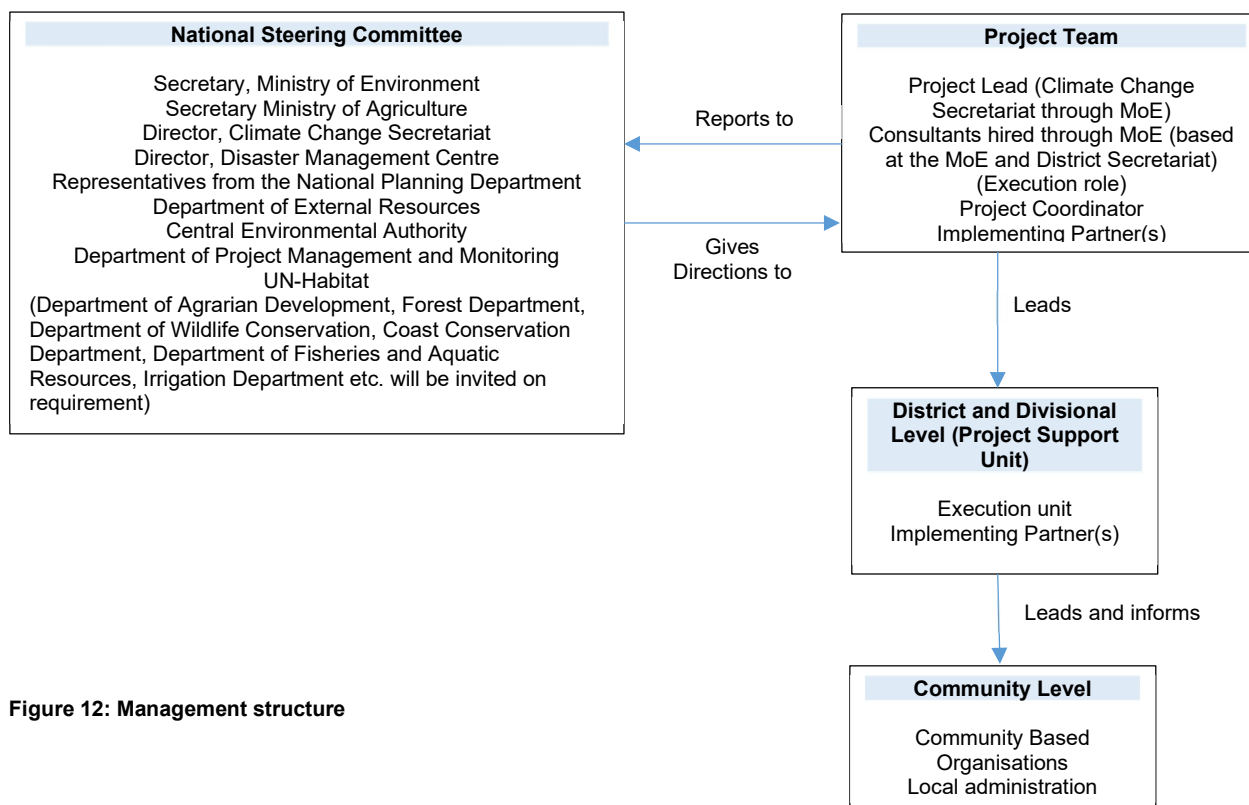 National Steering Committee
Secretary, Ministry of Environment
Secretary Ministry of Agriculture
Director, Climate Change Secretariat
Director, Disaster Management Centre
Representatives from the National Planning Department
Department of External Resources
Central Environmental Authority
Department of Project Management and Monitoring
UN-Habitat
(Department of Agrarian Development, Forest Department,
Department of Wildlife Conservation, Coast Conservation
Department, Department of Fisheries and Aquatic
Resources, Irrigation Department etc. will be invited on
requirement)
Reports to
Gives
Directions to
Project Team
Project Lead (Climate Change
Secretariat through MoE)
Consultants hired through MoE (based
at the MoE and District Secretariat)
(Execution role)
Project Coordinator
Implementing Partner(s)
Leads
District and Divisional
Level (Project Support
Unit)
Execution unit
Implementing Partner(s)
Leads and informs
Community Level
Community Based
Organisations
Local administration
Figure 12: Management structure